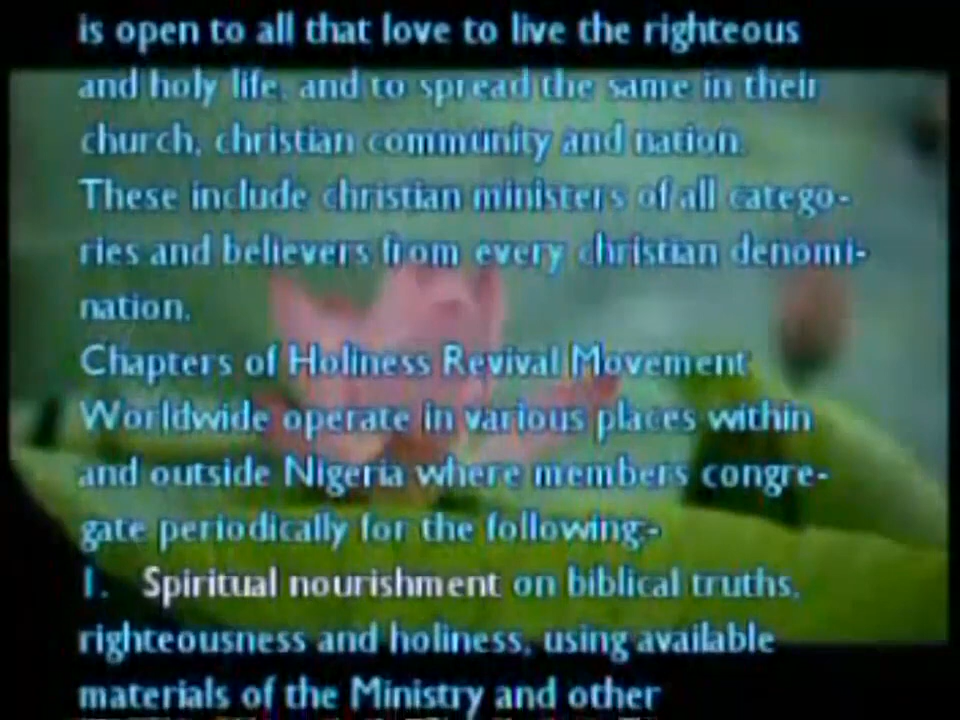 is open to all that love to live the righteous
and holy life, and to spread the same in their
church, christian community and nation.
These include christian ministers of all catego-
ries and believers from every christian denomi-
nation.
Chapters of Holiness Revival Movement
Worldwide operate in various places within
and outside Nigeria where members congre-
gate periodically for the following:-
1. Spiritual nourishment on biblical truths,
righteousness and holiness, using available
materials of the Ministry and other